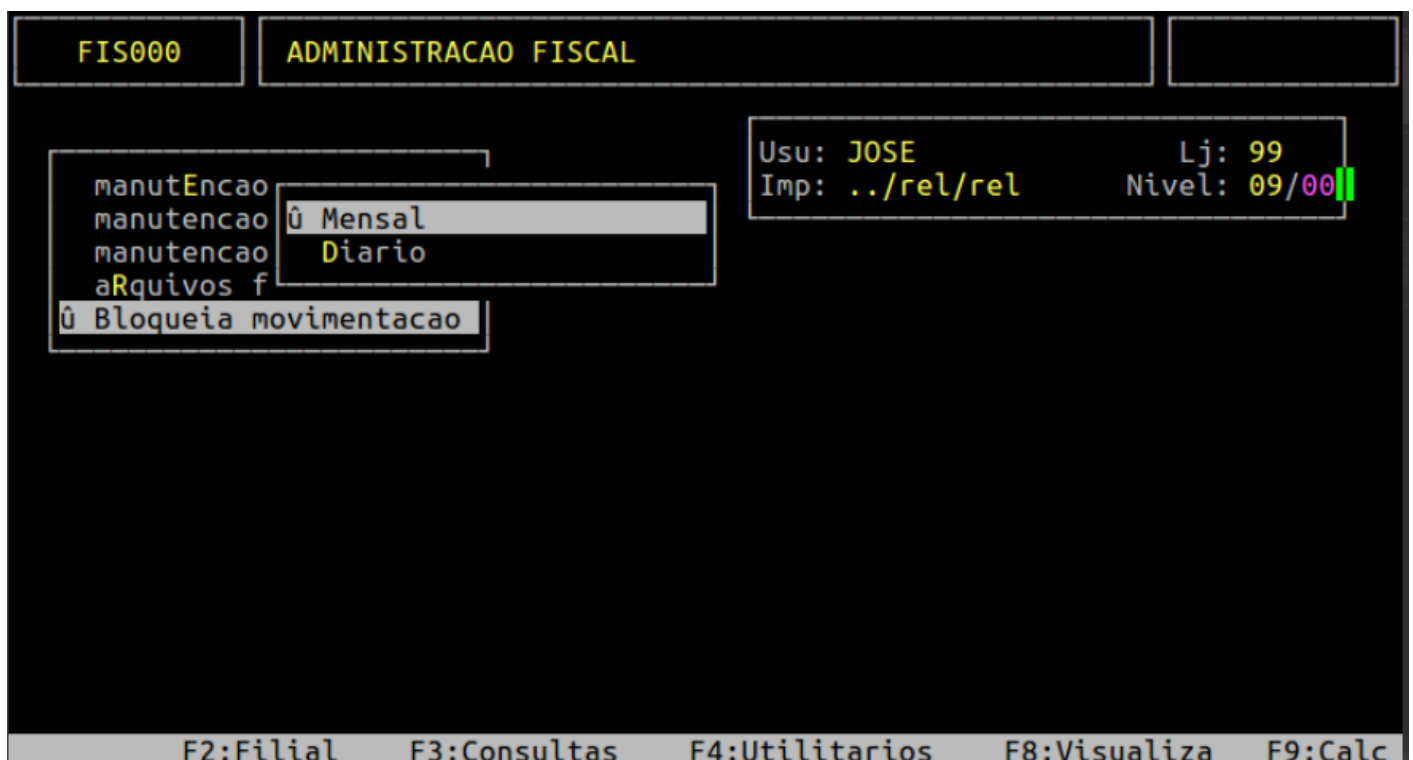 FIS000 ADMINISTRACAO FISCAL
Usu: JOSE Lj: 99
Imp: ../rel/rel Nivel: 09/00
manutEncao
manutencao
manutencao
aRquivos f
û Bloqueia movimentacao
û Mensal
Diario
F2:Filial F3:Consultas F4:Utilitarios F8:Visualiza F9:Calc